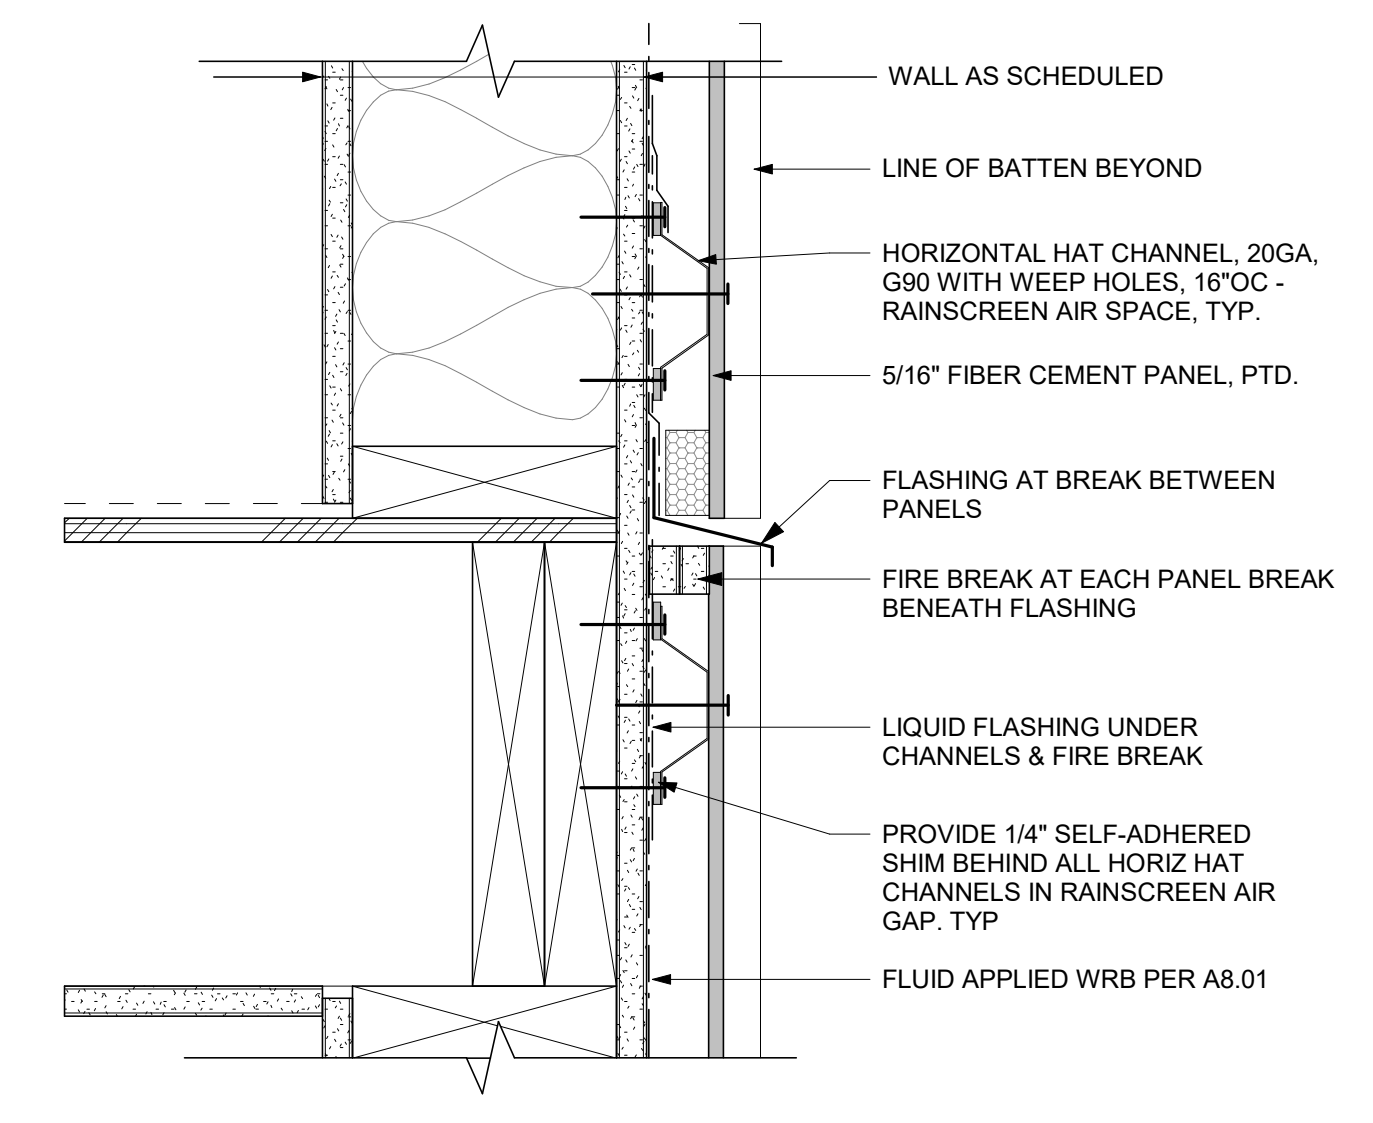 WALL AS SCHEDULED
LINE OF BATTEN BEYOND
HORIZONTAL HAT CHANNEL, 20GA,
G90 WITH WEEP HOLES, 16"OC -
RAINSCREEN AIR SPACE, TYP.
5/16" FIBER CEMENT PANEL, PTD.
FLASHING AT BREAK BETWEEN
PANELS
FIRE BREAK AT EACH PANEL BREAK
BENEATH FLASHING
LIQUID FLASHING UNDER
CHANNELS & FIRE BREAK
PROVIDE 1/4" SELF-ADHERED
SHIM BEHIND ALL HORIZ HAT
CHANNELS IN RAINSCREEN AIR
GAP. TYP
FLUID APPLIED WRB PER A8.01